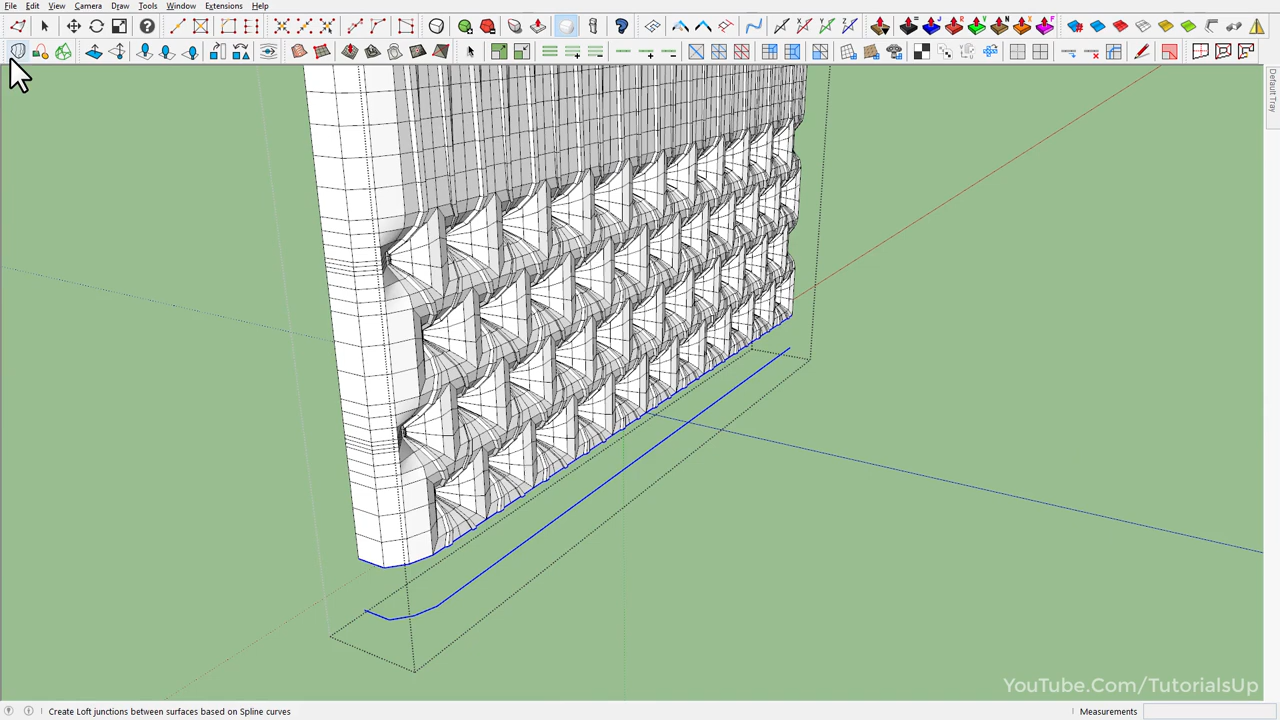 File Edit View Camera Draw Tools Window Extensions Help
Default Tray
YouTube.Com/TutorialsUp
Create Loft junctions between surfaces based on Spline curves
Measurements